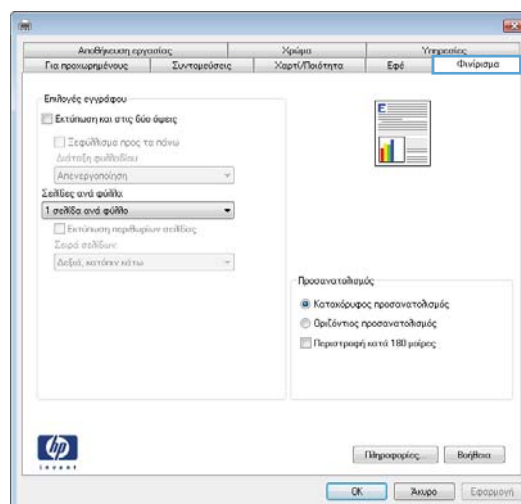 Αποθήκευση εργασίας
Χρώμα
Υπηρεσίες
Για προχωρημένους
Συντομεύσεις
Χαρτί/Ποιότητα
Εφέ
Φινίρισμα
Επιλογές εγγράφου
Εκτύπωση και στις δύο όψεις
Ξεφύλλισμα προς τα πάνω
Διάταξη φυλλαδίου
Απενεργοποίηση
Σελίδες ανά φύλλο:
1 σελίδα ανά φύλλο
Εκτύπωση περιθωρίων σελίδας
Σειρά σελίδων:
Δεξιά, κατόπιν κάτω
E
Προσανατολισμός
Κατακόρυφος προσανατολισμός
Οριζόντιος προσανατολισμός
Περιστροφή κατά 180 μοίρες
hp
invent
Πληροφορίες...
Βοήθεια
OK
Άκυρο
Εφαρμογή